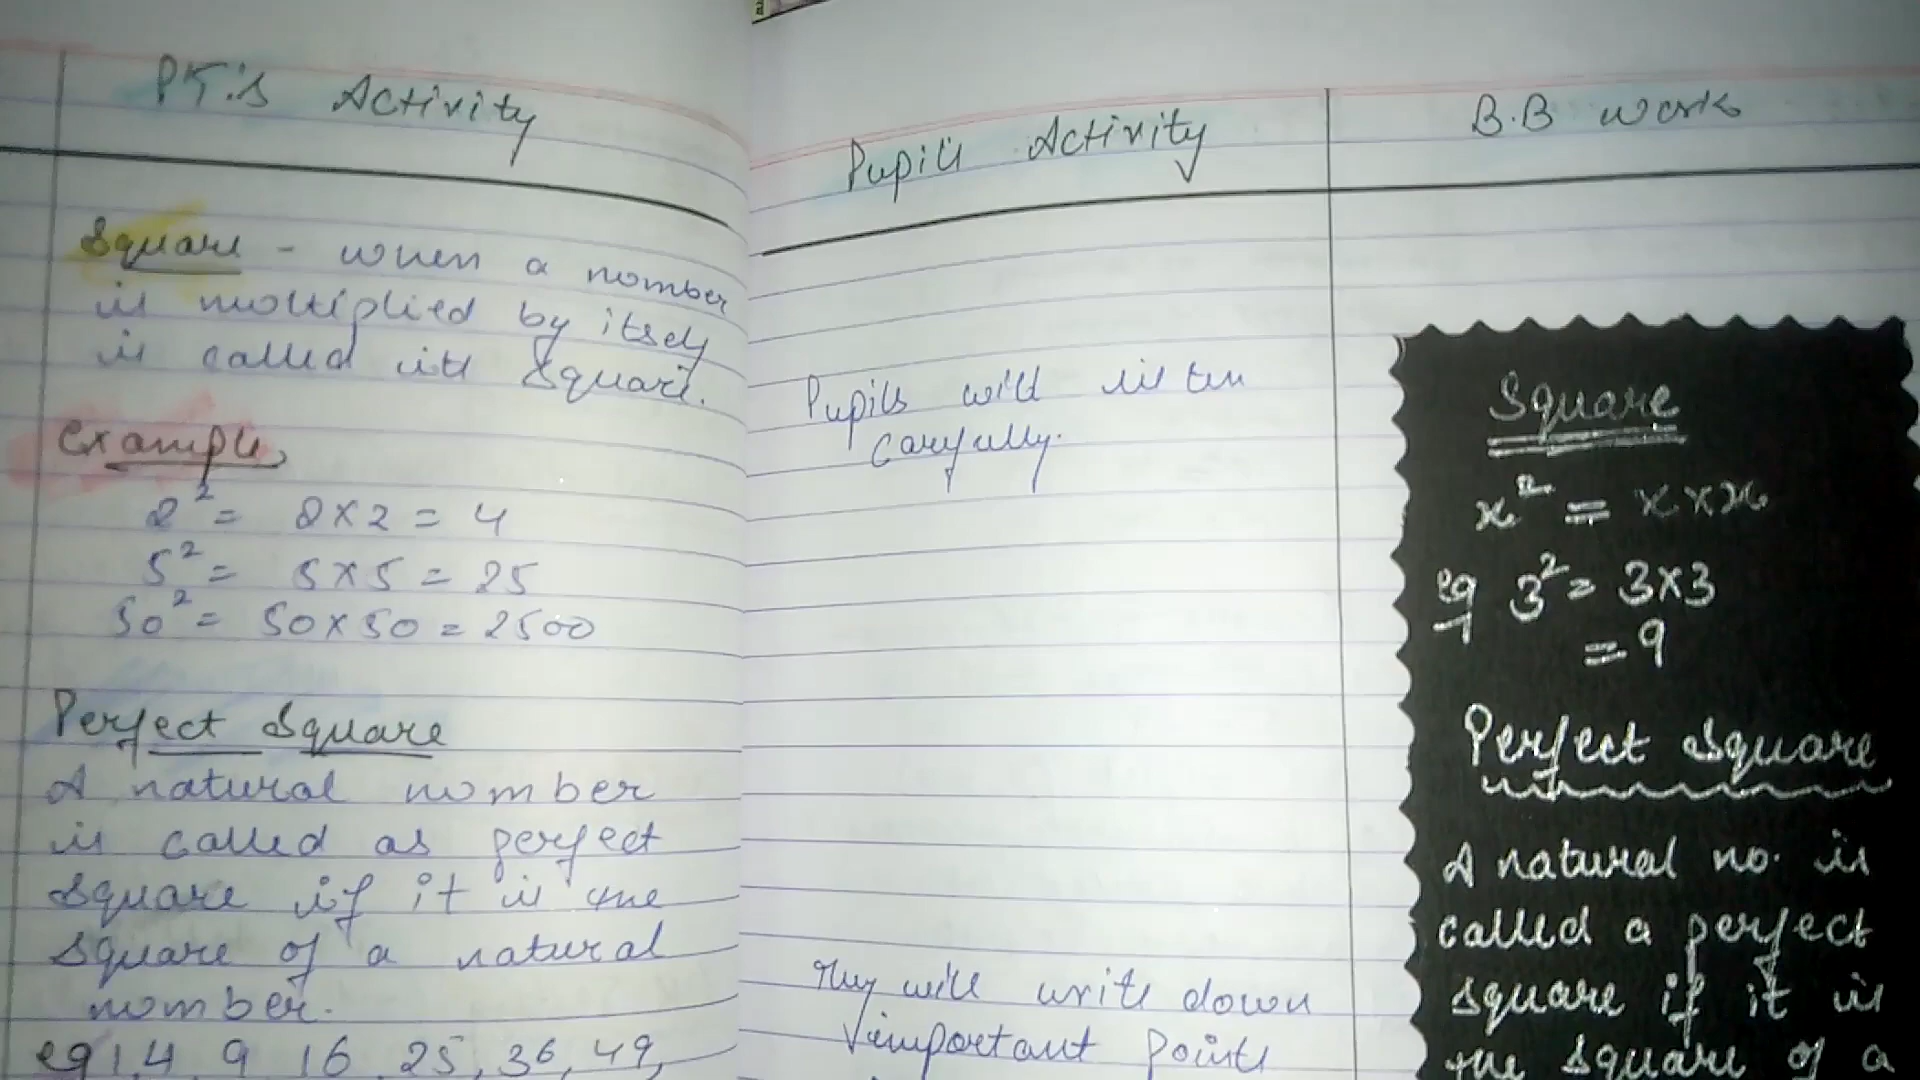 PT's Activity
Square - when a number
is multiplied by itself
is called its Square.
Example
2² = 2×2 = 4
5² = 5×5 = 25
50² = 50×50 = 2500
Perfect Square
A natural number
is called as perfect
square if it is the
square of a natural
number.
eg 1, 4, 9, 16, 25, 36, 49,
Pupil's Activity
Pupils will listen
carefully.
They will write down
important points
B.B work
Square
x² = x×x
eg 3² = 3×3
= 9
Perfect square
A natural no. is
called a perfect
square if it is
the square of a